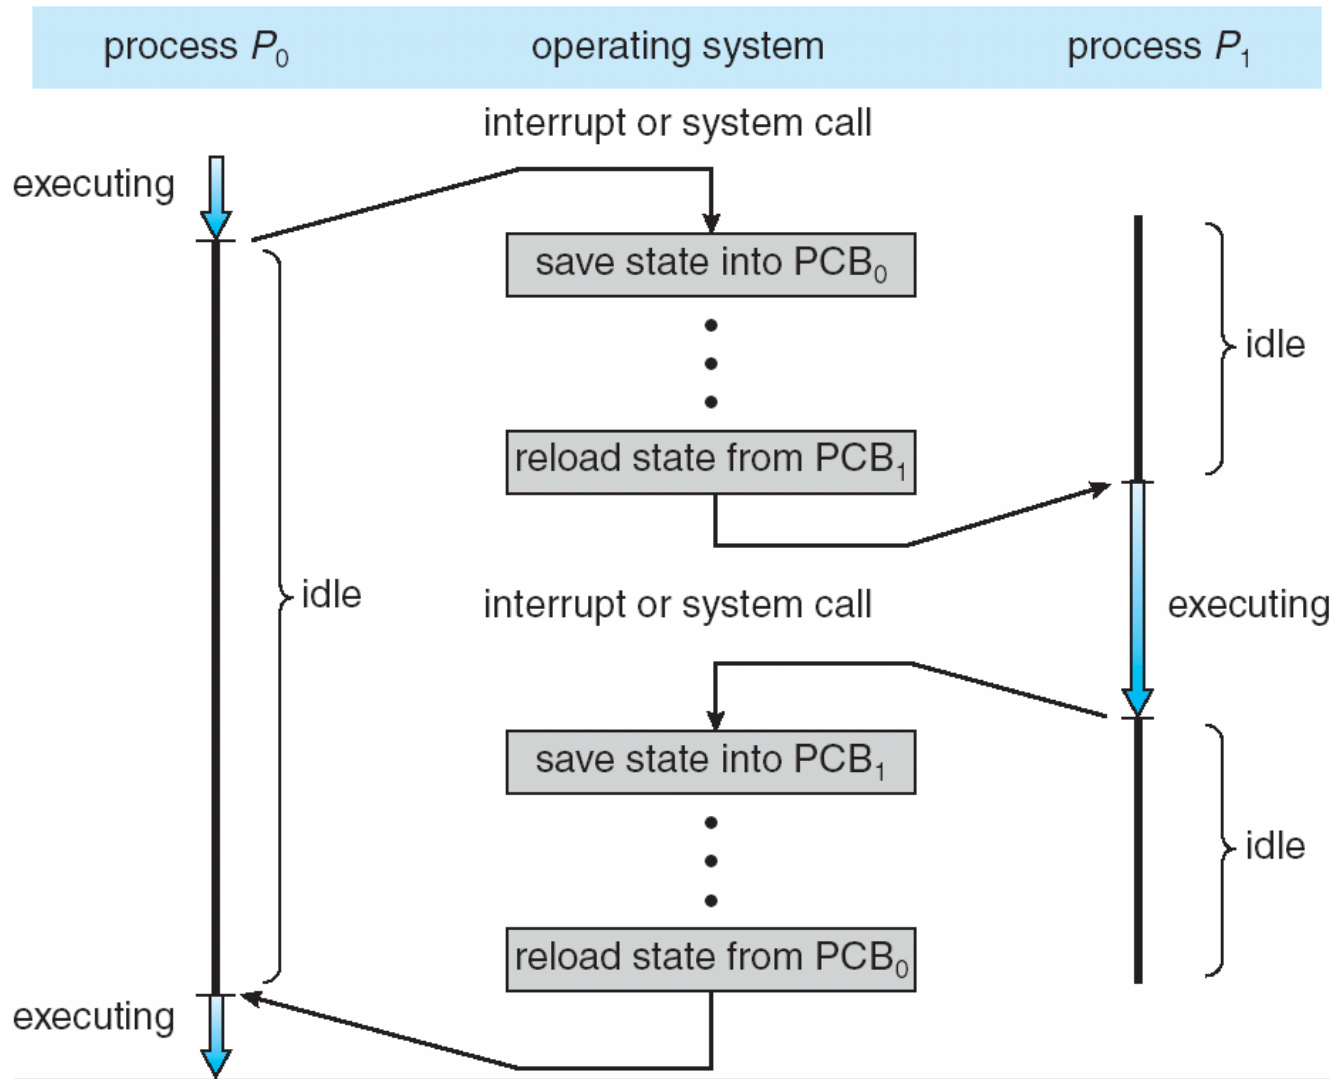 process P₀ operating system process P₁
interrupt or system call
executing
save state into PCB₀
idle
reload state from PCB₁
idle
interrupt or system call
executing
save state into PCB₁
idle
reload state from PCB₀
executing